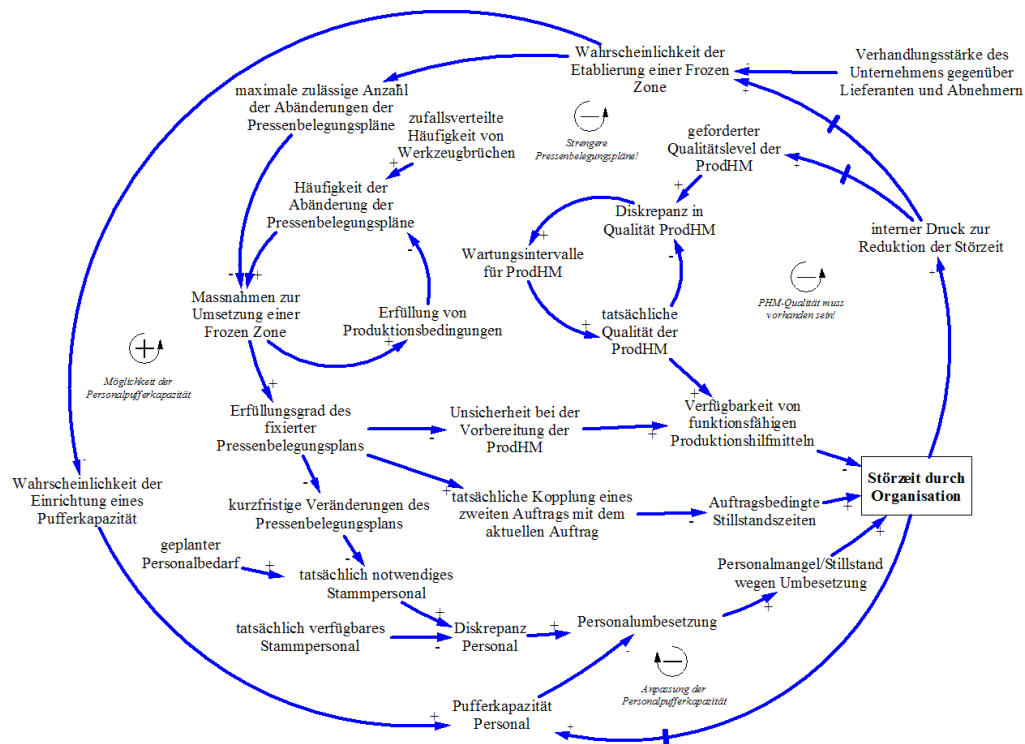 Wahrscheinlichkeit der
Etablierung einer Frozen
Zone
Verhandlungsstärke des
Unternehmens gegenüber
Lieferanten und Abnehmern
maximale zulässige Anzahl
der Abänderungen der
Pressenbelegungspläne
zufallsverteilte
Häufigkeit von
Werkzeugbrüchen
Strengere
Pressenbelegungspläne!
geforderter
Qualitätslevel der
ProdHM
Häufigkeit der
Abänderung der
Pressenbelegungspläne
Diskrepanz in
Qualität ProdHM
interner Druck zur
Reduktion der Störzeit
Wartungsintervalle
für ProdHM
Massnahmen zur
Umsetzung einer
Frozen Zone
Erfüllung von
Produktionsbedingungen
tatsächliche
Qualität der
ProdHM
PHM-Qualität muss
vorhanden sein!
Möglichkeit der
Personalpufferkapazität
Erfüllungsgrad des
fixierter
Pressenbelegungsplans
Unsicherheit bei der
Vorbereitung der
ProdHM
Verfügbarkeit von
funktionsfähigen
Produktionshilfmitteln
Wahrscheinlichkeit der
Einrichtung eines
Pufferkapazität
kurzfristige Veränderungen des
Pressenbelegungsplans
tatsächliche Kopplung eines
zweiten Auftrags mit dem
aktuellen Auftrag
Auftragsbedingte
Stillstandszeiten
Störzeit durch
Organisation
geplanter
Personalbedarf
tatsächlich notwendiges
Stammpersonal
Personalmangel/Stillstand
wegen Umbesetzung
tatsächlich verfügbares
Stammpersonal
Diskrepanz
Personal
Personalumbesetzung
Anpassung der
Personalpufferkapazität
Pufferkapazität
Personal